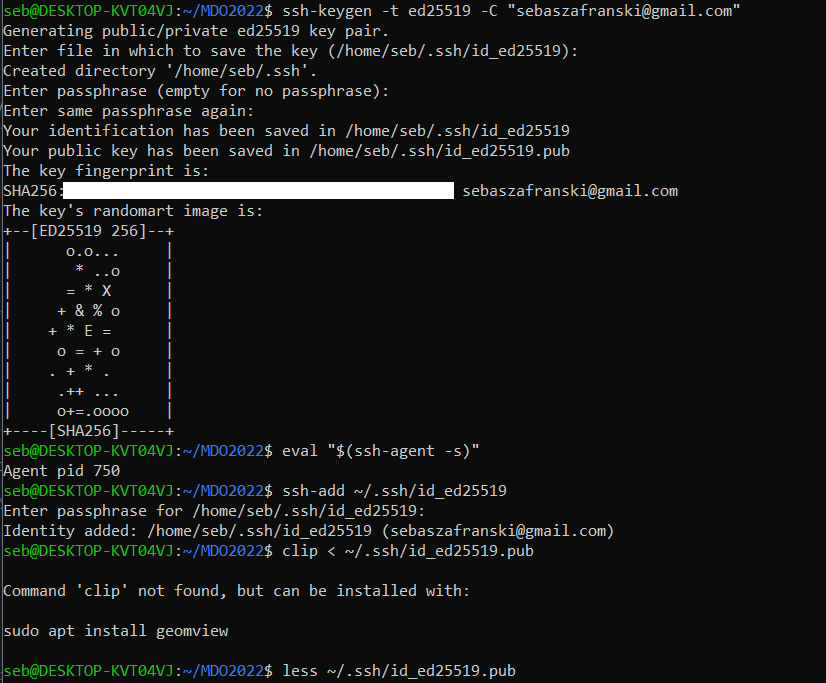 seb@DESKTOP-KVT04VJ:~/MDO2022$ ssh-keygen -t ed25519 -C "sebaszafranski@gmail.com"
Generating public/private ed25519 key pair.
Enter file in which to save the key (/home/seb/.ssh/id_ed25519):
Created directory '/home/seb/.ssh'.
Enter passphrase (empty for no passphrase):
Enter same passphrase again:
Your identification has been saved in /home/seb/.ssh/id_ed25519
Your public key has been saved in /home/seb/.ssh/id_ed25519.pub
The key fingerprint is:
SHA256: sebaszafranski@gmail.com
The key's randomart image is:
+--[ED25519 256]--+
|      o.o...     |
|       * ..o     |
|      = * X      |
|     + & % o     |
|    + * E =      |
|     o = + o     |
|    . + * .      |
|     .++ ...     |
|     o+=.oooo    |
+----[SHA256]-----+
seb@DESKTOP-KVT04VJ:~/MDO2022$ eval "$(ssh-agent -s)"
Agent pid 750
seb@DESKTOP-KVT04VJ:~/MDO2022$ ssh-add ~/.ssh/id_ed25519
Enter passphrase for /home/seb/.ssh/id_ed25519:
Identity added: /home/seb/.ssh/id_ed25519 (sebaszafranski@gmail.com)
seb@DESKTOP-KVT04VJ:~/MDO2022$ clip < ~/.ssh/id_ed25519.pub
Command 'clip' not found, but can be installed with:
sudo apt install geomview
seb@DESKTOP-KVT04VJ:~/MDO2022$ less ~/.ssh/id_ed25519.pub